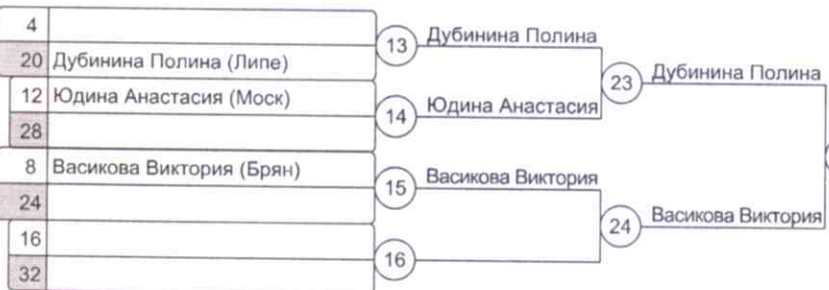 4
13 Дубинина Полина
20 Дубинина Полина (Липе)
23 Дубинина Полина
12 Юдина Анастасия (Моск)
14 Юдина Анастасия
28
8 Васикова Виктория (Брян)
15 Васикова Виктория
24
24 Васикова Виктория
16
16
32